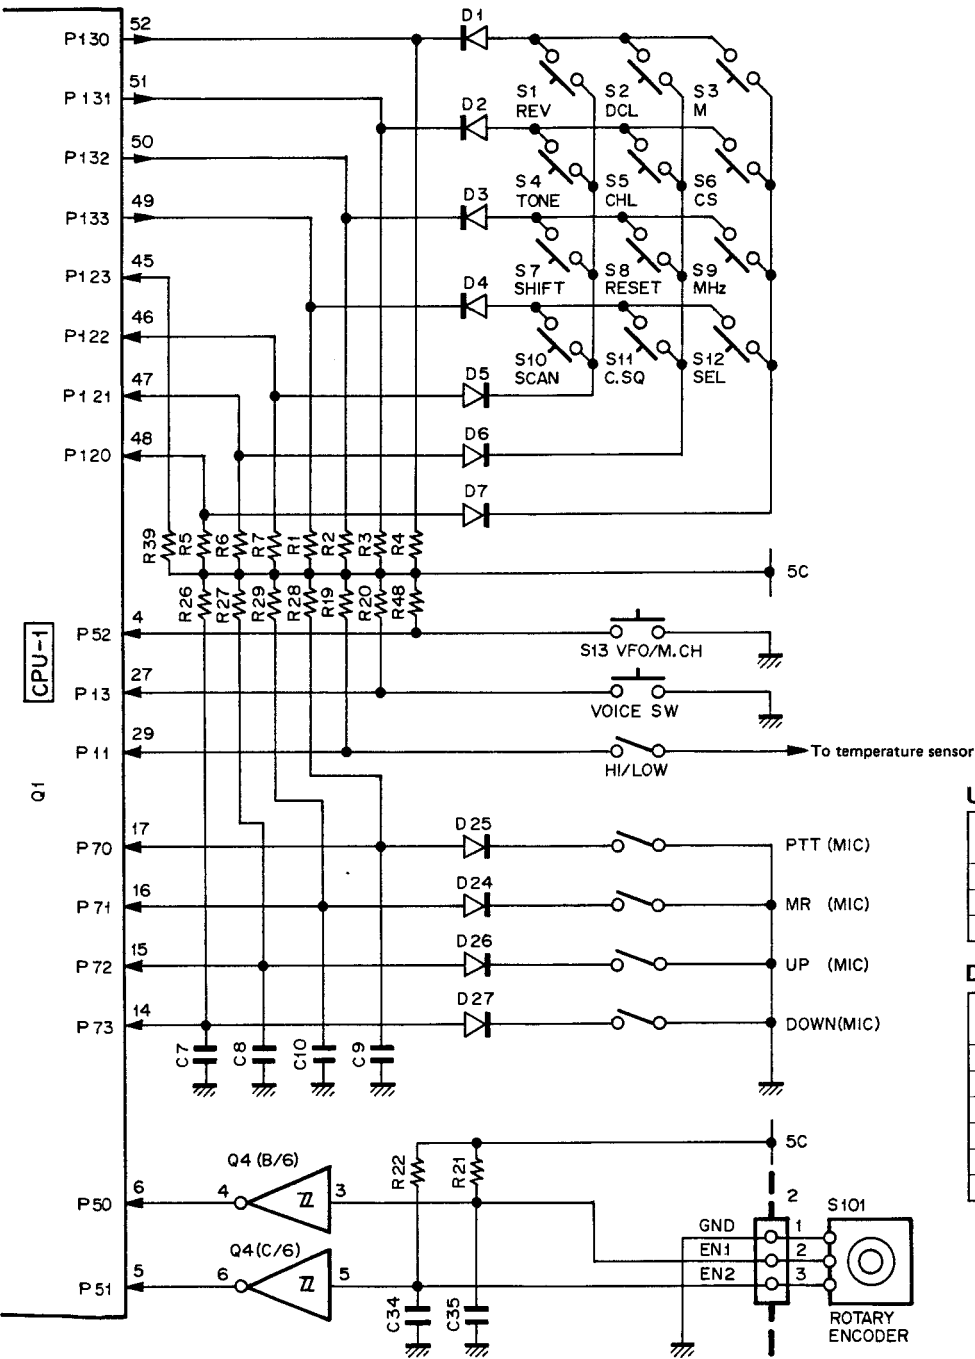 52
P130
D1
S1
REV
S2
DCL
S3
M
51
P131
D2
50
P132
S4
TONE
S5
CHL
S6
CS
49
P133
D3
45
P123
S7
SHIFT
S8
RESET
S9
MHz
D4
46
P122
S10
SCAN
S11
C.SQ
S12
SEL
47
P121
D5
48
P120
D6
D7
R39
R5
R6
R7
R1
R2
R3
R4
5C
R26
R27
R29
R28
R19
R20
R48
4
P52
S13 VFO/M.CH
CPU-1
27
P13
VOICE SW
29
P11
HI/LOW
To temperature sensor
Q1
17
P70
D25
PTT (MIC)
16
P71
D24
MR (MIC)
15
P72
D26
UP (MIC)
14
P73
D27
DOWN(MIC)
C7
C8
C10
C9
5C
R22
R21
Q4 (B/6)
6
P50
4
3
2
S101
GND
1
EN1
2
EN2
3
Q4(C/6)
5
P51
6
5
C34
C35
ROTARY
ENCODER